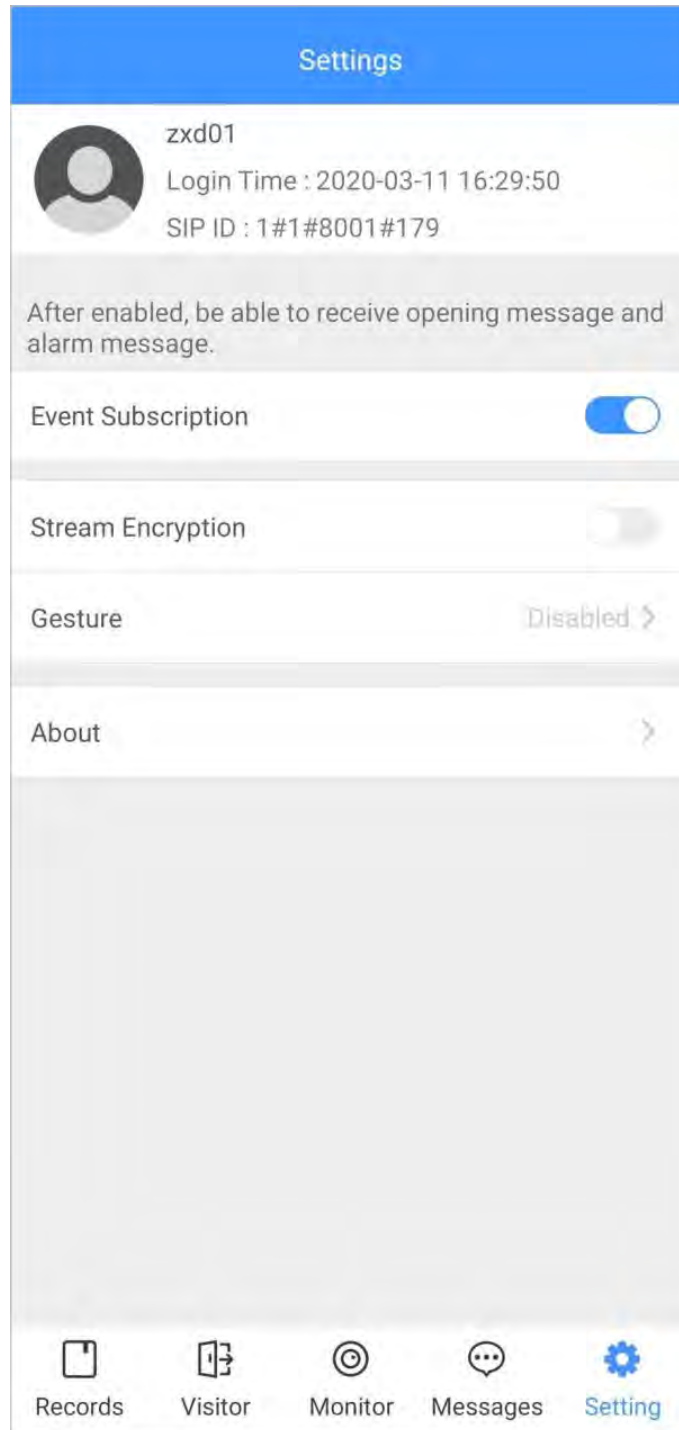 Settings
zxd01
Login Time : 2020-03-11 16:29:50
SIP ID : 1#1#8001#179
After enabled, be able to receive opening message and
alarm message.
Event Subscription
Stream Encryption
Gesture Disabled
About
Records Visitor Monitor Messages Setting